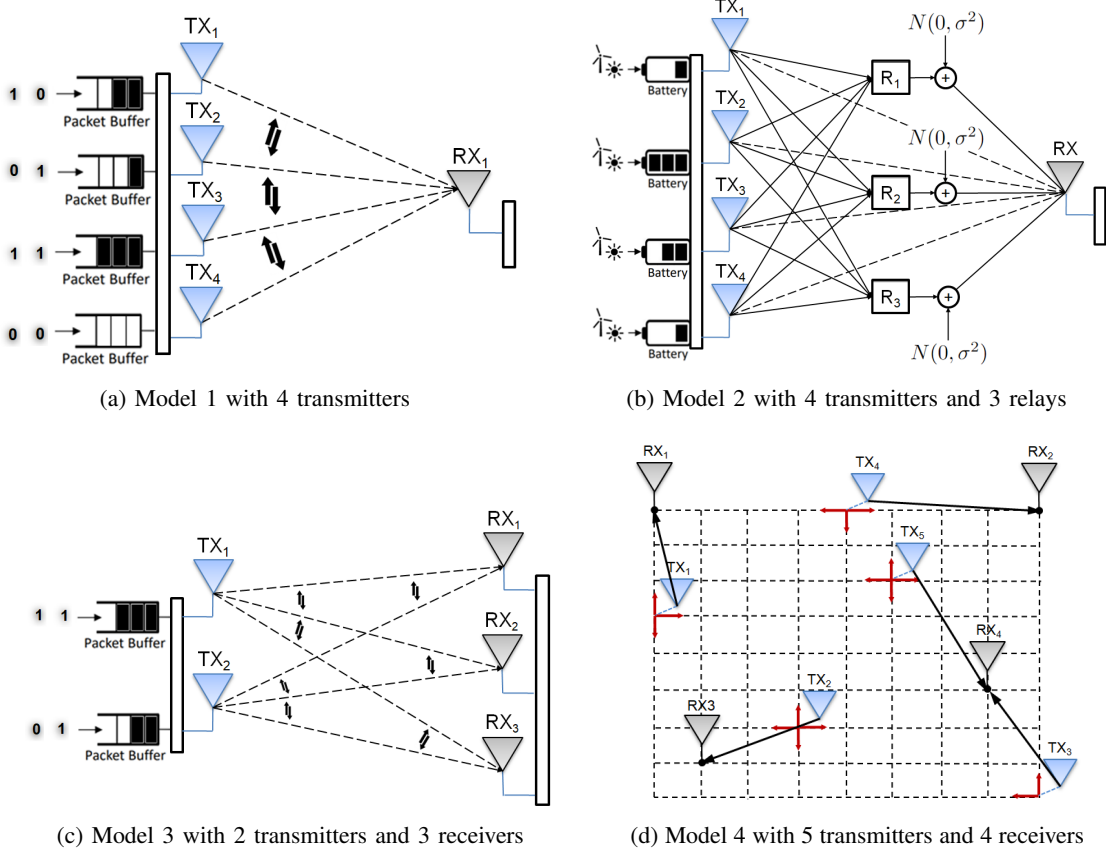 TX₁
1 0
Packet Buffer
TX₂
0 1
Packet Buffer
RX₁
TX₃
1 1
Packet Buffer
TX₄
0 0
Packet Buffer
(a) Model 1 with 4 transmitters
TX₁
N(0, σ²)
Battery
R₁
+
TX₂
N(0, σ²)
RX
Battery
R₂
+
TX₃
Battery
TX₄
R₃
+
Battery
N(0, σ²)
(b) Model 2 with 4 transmitters and 3 relays
RX₁
TX₁
1 1
Packet Buffer
RX₂
TX₂
0 1
Packet Buffer
RX₃
(c) Model 3 with 2 transmitters and 3 receivers
RX₁
TX₄
RX₂
TX₅
TX₁
RX₄
TX₂
RX3
TX₃
(d) Model 4 with 5 transmitters and 4 receivers